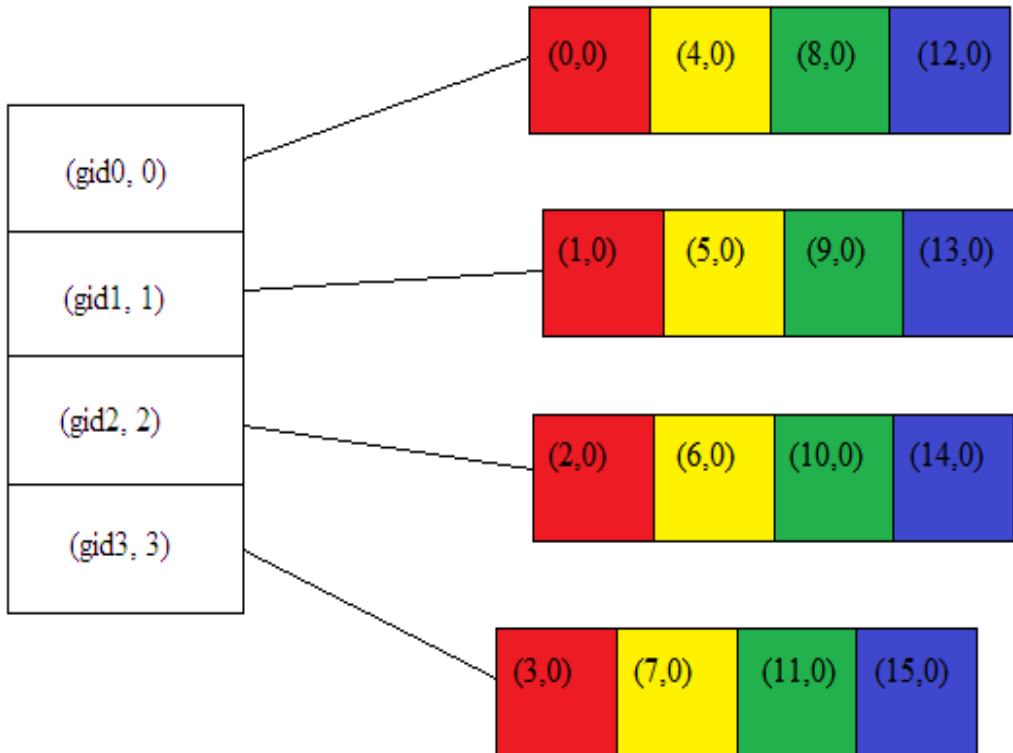 (0,0) (4,0) (8,0) (12,0)
(gid0, 0)
(1,0) (5,0) (9,0) (13,0)
(gid1, 1)
(gid2, 2)
(2,0) (6,0) (10,0) (14,0)
(gid3, 3)
(3,0) (7,0) (11,0) (15,0)